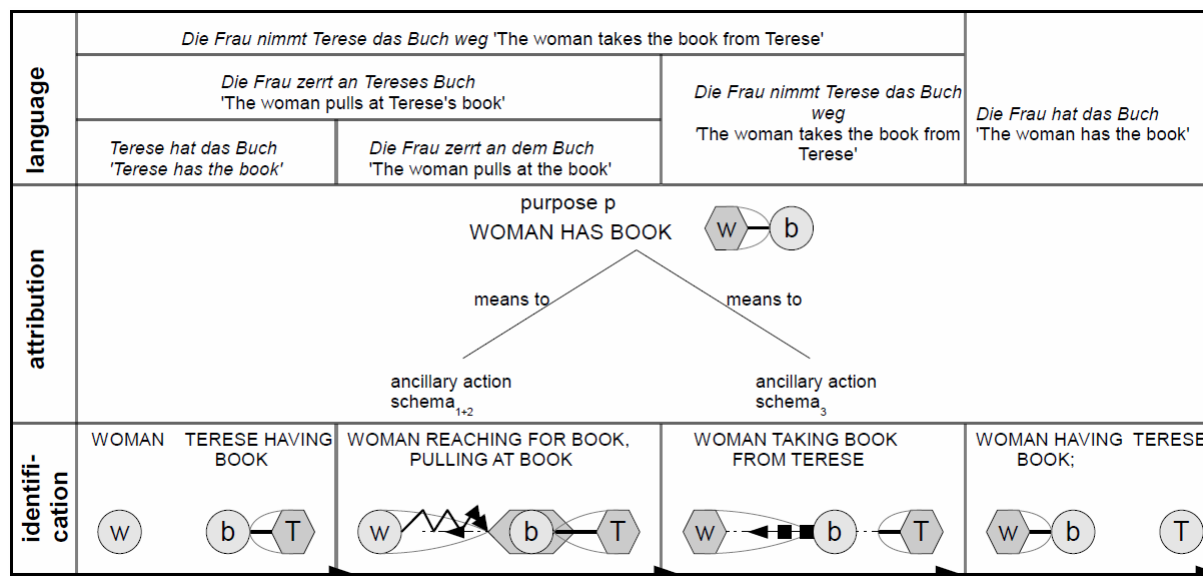 language
Die Frau nimmt Terese das Buch weg 'The woman takes the book from Terese'
Die Frau zerrt an Tereses Buch
'The woman pulls at Terese's book'
Terese hat das Buch
'Terese has the book'
Die Frau zerrt an dem Buch
'The woman pulls at the book'
Die Frau nimmt Terese das Buch
weg
'The woman takes the book from
Terese'
Die Frau hat das Buch
'The woman has the book'
attribution
purpose p
WOMAN HAS BOOK
w b
means to
means to
ancillary action
schema1+2
ancillary action
schema3
identifi-
cation
WOMAN TERESE HAVING
BOOK
w b T
WOMAN REACHING FOR BOOK,
PULLING AT BOOK
w b T
WOMAN TAKING BOOK
FROM TERESE
w b T
WOMAN HAVING TERESE
BOOK;
w b T